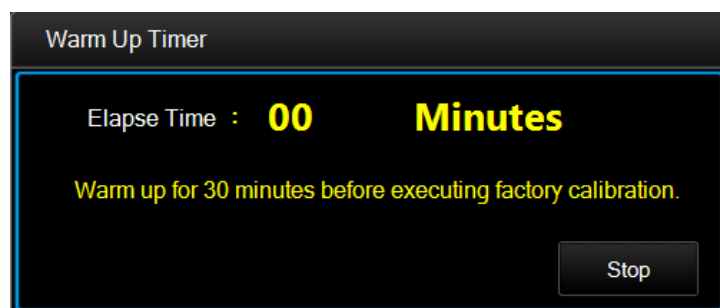 Warm Up Timer
Elapse Time : 00 Minutes
Warm up for 30 minutes before executing factory calibration.
Stop